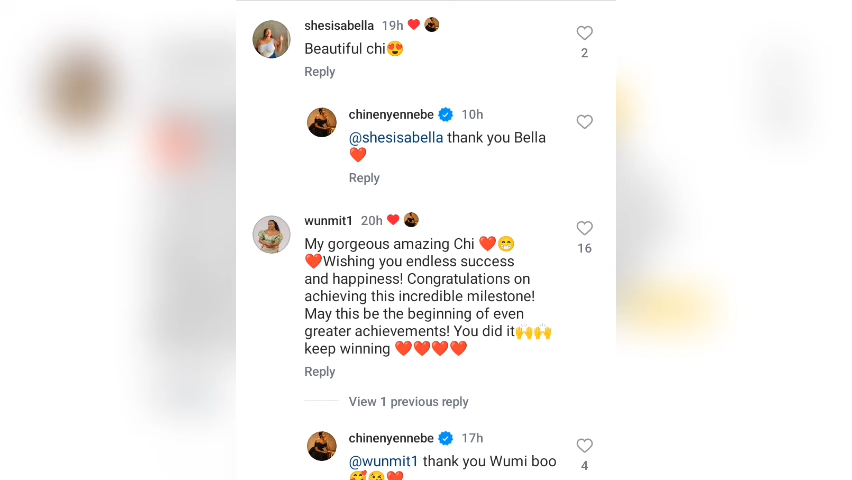 shesisabella 19h
Beautiful chi😍
2
Reply
chinenyennebe 10h
@shesisabella thank you Bella
❤️
Reply
wunmit1 20h
My gorgeous amazing Chi ❤️😁
❤️Wishing you endless success
and happiness! Congratulations on
achieving this incredible milestone!
May this be the beginning of even
greater achievements! You did it🙌🙌
keep winning ❤️❤️❤️❤️
16
Reply
View 1 previous reply
chinenyennebe 17h
@wunmit1 thank you Wumi boo
4